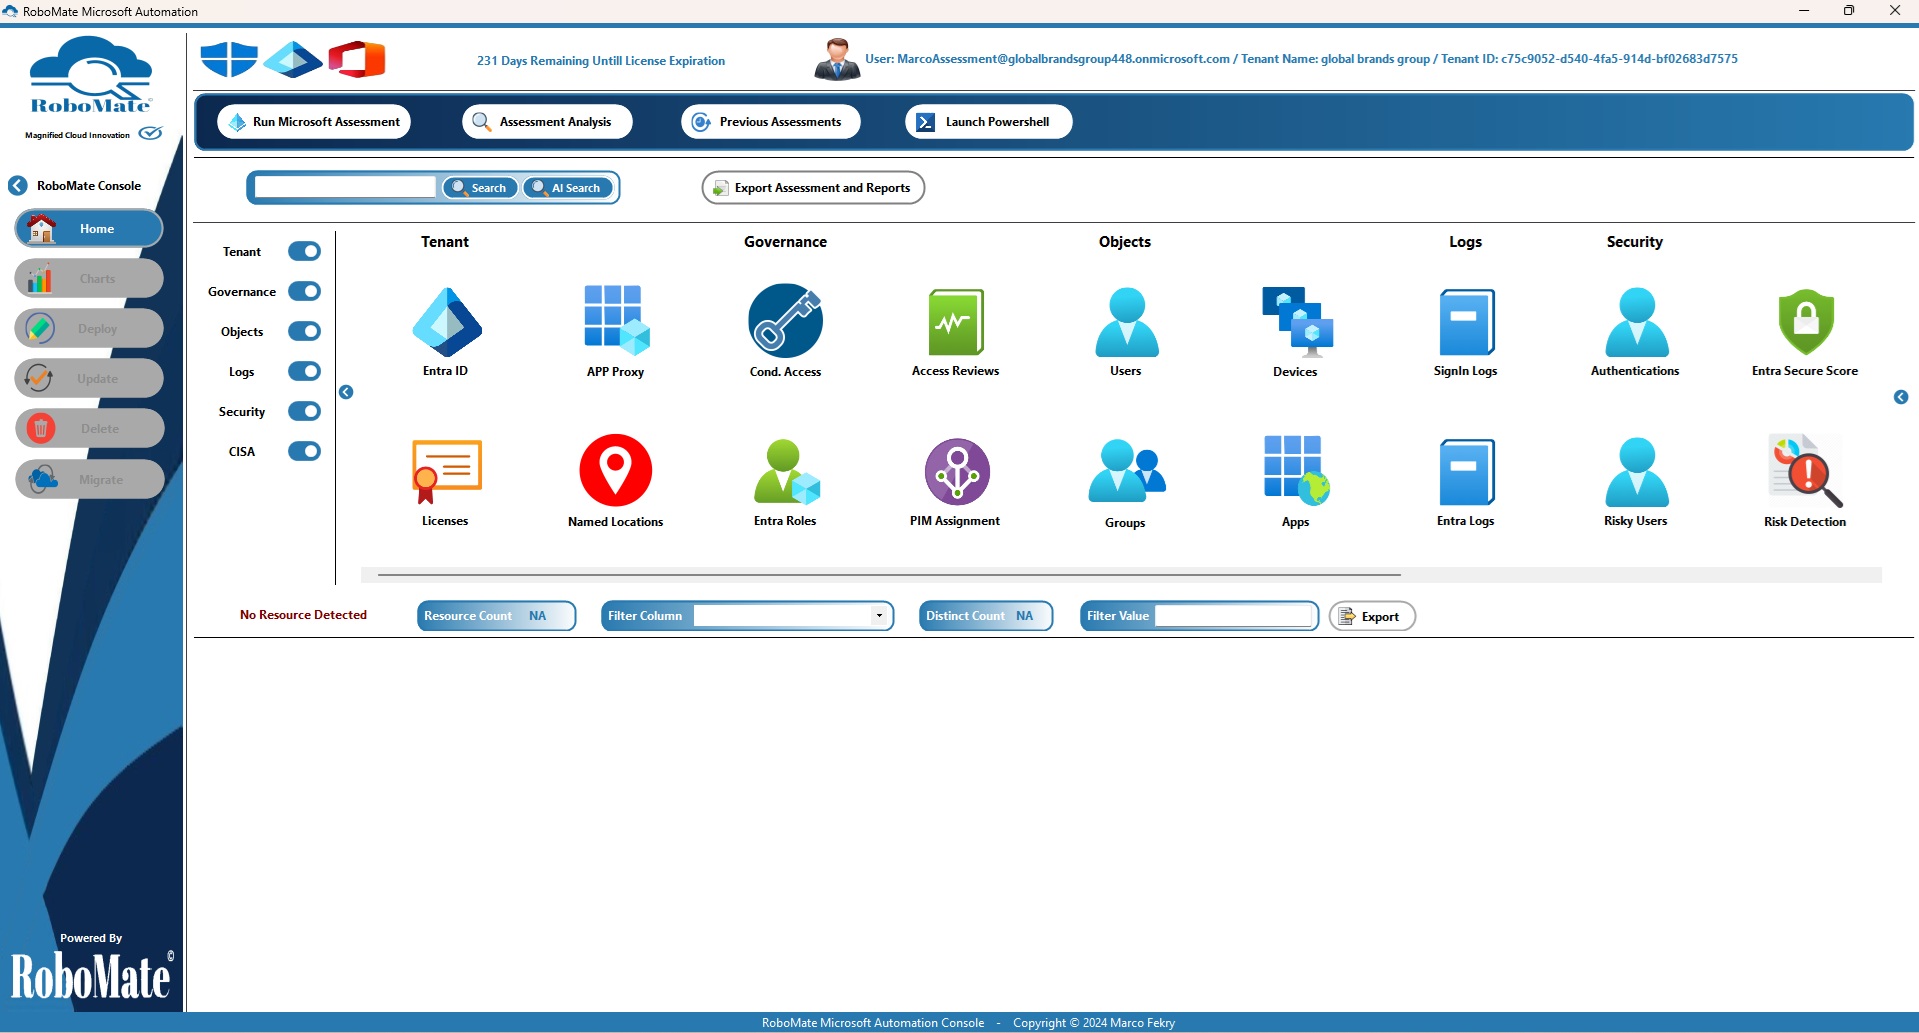 RoboMate Microsoft Automation
RoboMate©
Magnified Cloud Innovation
231 Days Remaining Untill License Expiration
User: MarcoAssessment@globalbrandsgroup448.onmicrosoft.com / Tenant Name: global brands group / Tenant ID: c75c9052-d540-4fa5-914d-bf02683d7575
Run Microsoft Assessment
Assessment Analysis
Previous Assessments
Launch Powershell
RoboMate Console
Search
AI Search
Export Assessment and Reports
Home
Charts
Deploy
Update
Delete
Migrate
Tenant
Governance
Objects
Logs
Security
CISA
Tenant
Governance
Objects
Logs
Security
Entra ID
APP Proxy
Cond. Access
Access Reviews
Users
Devices
SignIn Logs
Authentications
Entra Secure Score
Licenses
Named Locations
Entra Roles
PIM Assignment
Groups
Apps
Entra Logs
Risky Users
Risk Detection
No Resource Detected
Resource Count NA
Filter Column
Distinct Count NA
Filter Value
Export
Powered By
RoboMate©
RoboMate Microsoft Automation Console - Copyright © 2024 Marco Fekry